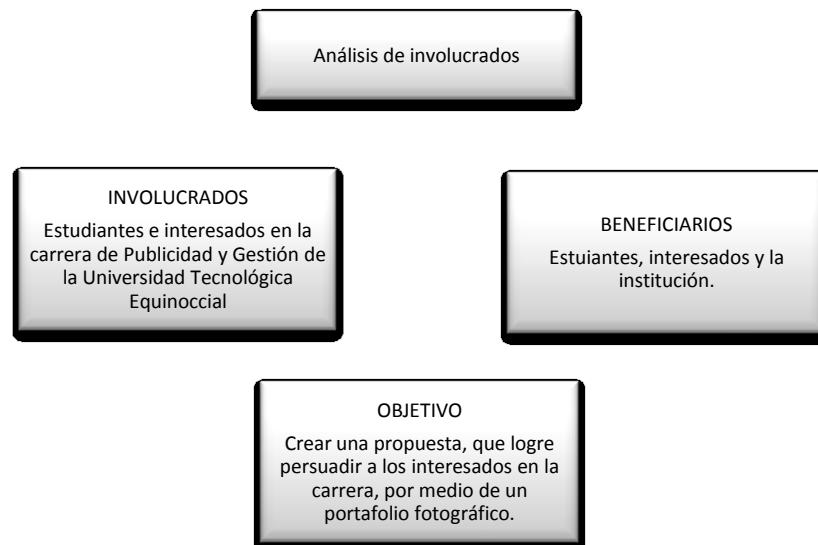 Análisis de involucrados
INVOLUCRADOS
Estudiantes e interesados en la
carrera de Publicidad y Gestión de
la Universidad Tecnológica
Equinoccial
BENEFICIARIOS
Estuiantes, interesados y la
institución.
OBJETIVO
Crear una propuesta, que logre
persuadir a los interesados en la
carrera, por medio de un
portafolio fotográfico.